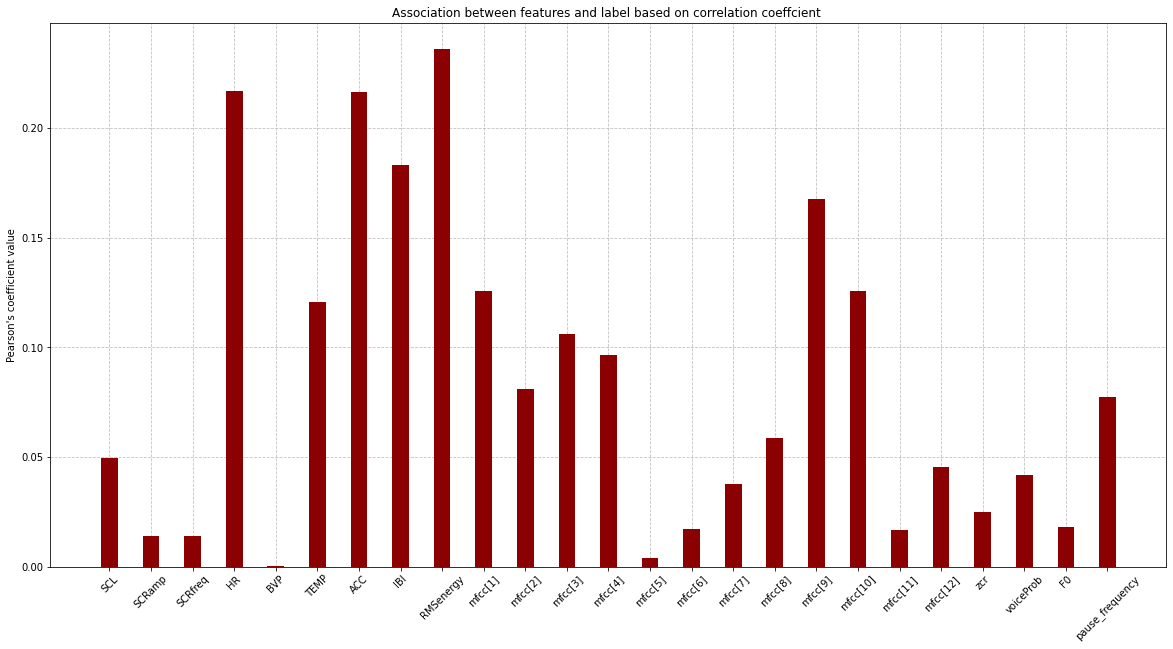 Association between features and label based on correlation coeffcient
Pearson's coefficient value
0.20
0.15
0.10
0.05
0.00
SCL
SCRamp
SCRfreq
HR
BVP
TEMP
ACC
IBI
RMSenergy
mfcc[1]
mfcc[2]
mfcc[3]
mfcc[4]
mfcc[5]
mfcc[6]
mfcc[7]
mfcc[8]
mfcc[9]
mfcc[10]
mfcc[11]
mfcc[12]
zcr
voiceProb
F0
pause_frequency